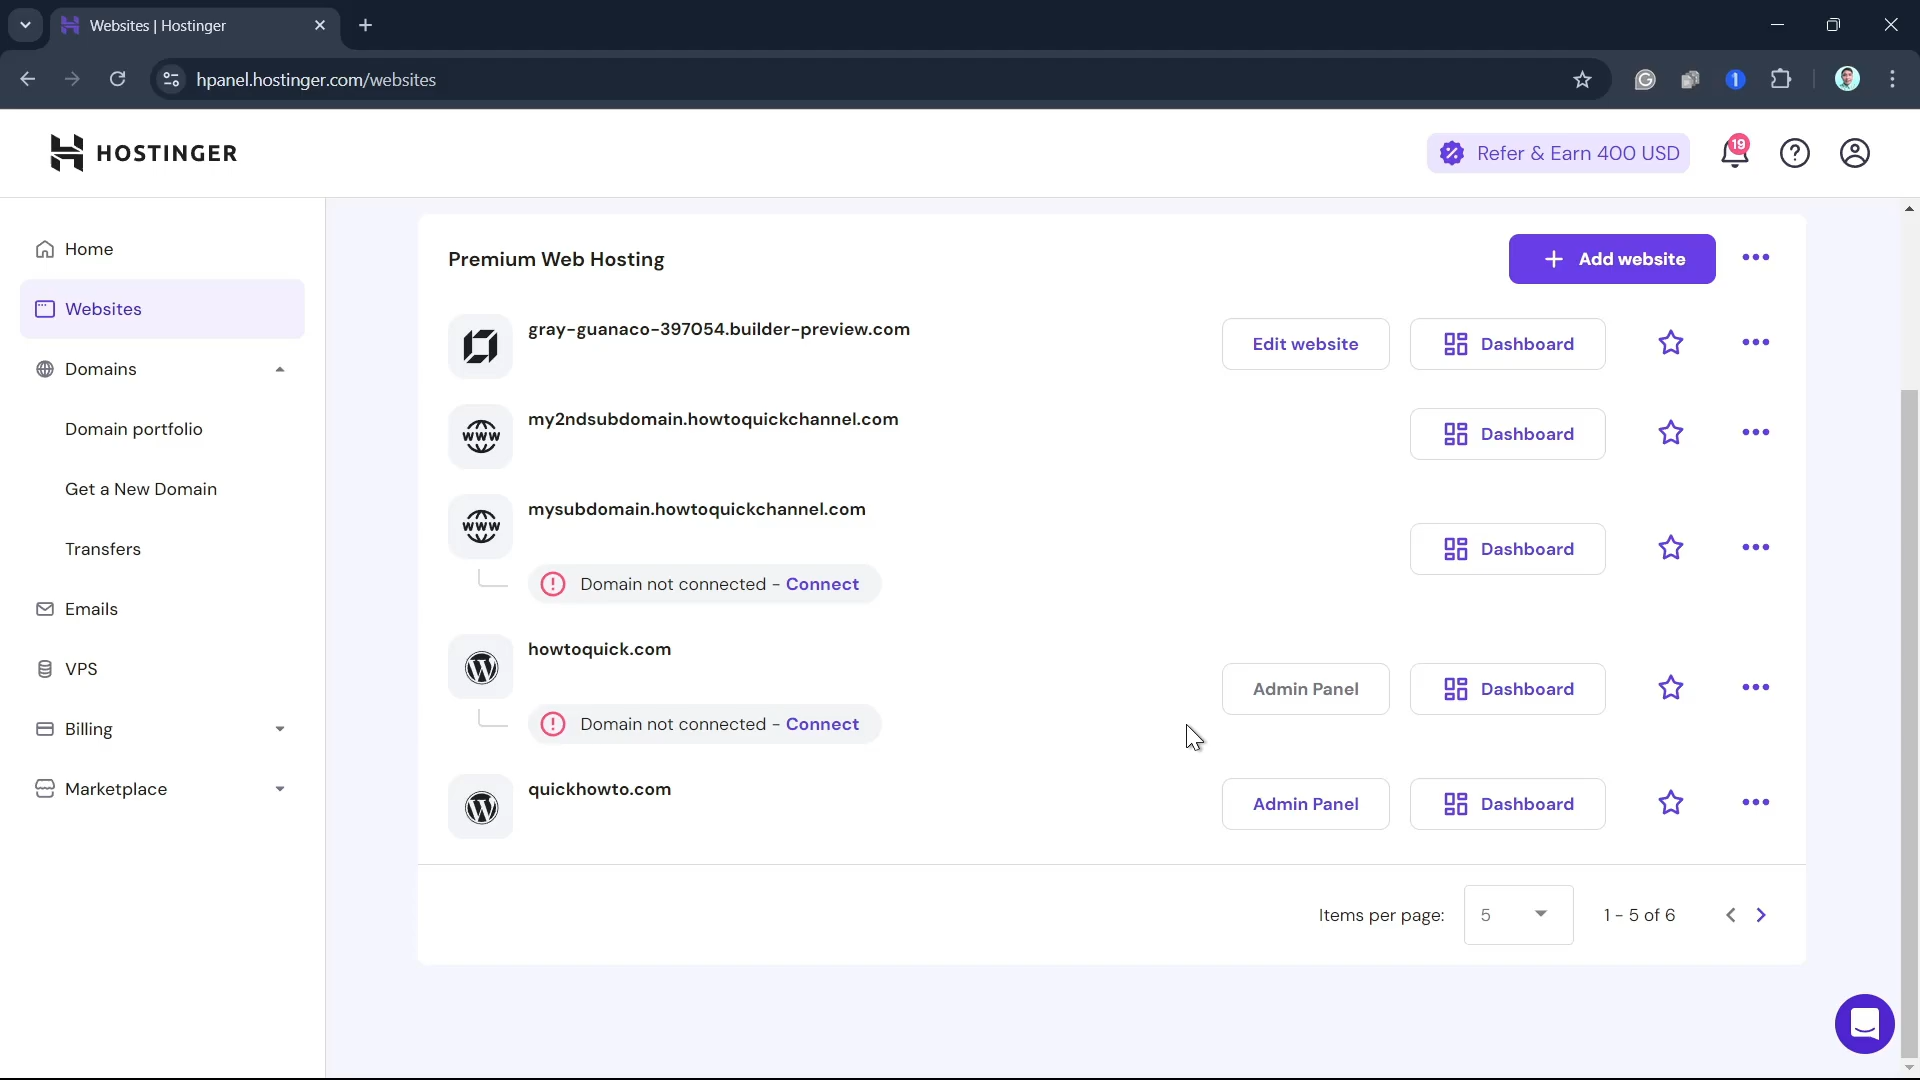 Websites | Hostinger
hpanel.hostinger.com/websites
HOSTINGER
Refer & Earn 400 USD
19
Home
Websites
Domains
Domain portfolio
Get a New Domain
Transfers
Emails
VPS
Billing
Marketplace
Premium Web Hosting
Add website
gray-guanaco-397054.builder-preview.com
Edit website
Dashboard
www
my2ndsubdomain.howtoquickchannel.com
Dashboard
www
mysubdomain.howtoquickchannel.com
Domain not connected - Connect
Dashboard
howtoquick.com
Domain not connected - Connect
Admin Panel
Dashboard
quickhowto.com
Admin Panel
Dashboard
Items per page: 5 1 - 5 of 6